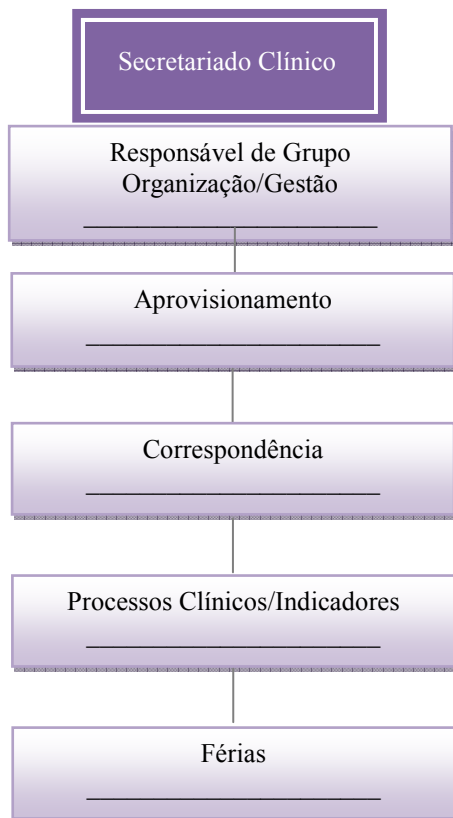 Secretariado Clínico
Responsável de Grupo
Organização/Gestão
Aprovisionamento
Correspondência
Processos Clínicos/Indicadores
Férias